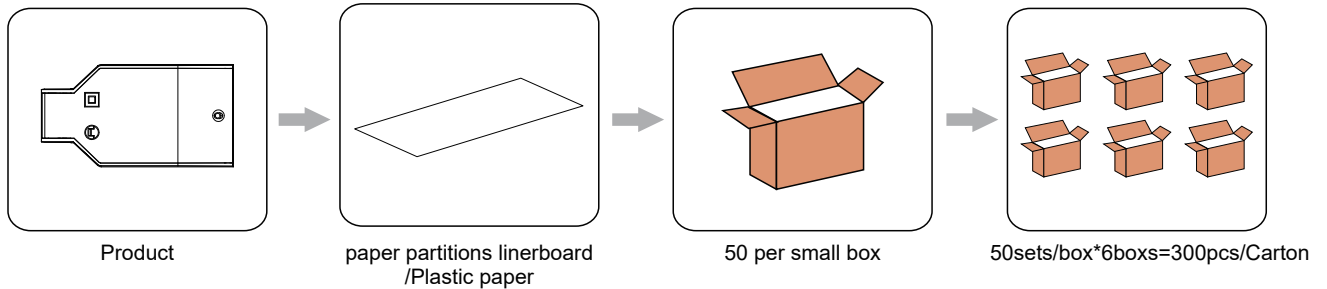 Product
paper partitions linerboard
/Plastic paper
50 per small box
50sets/box*6boxs=300pcs/Carton